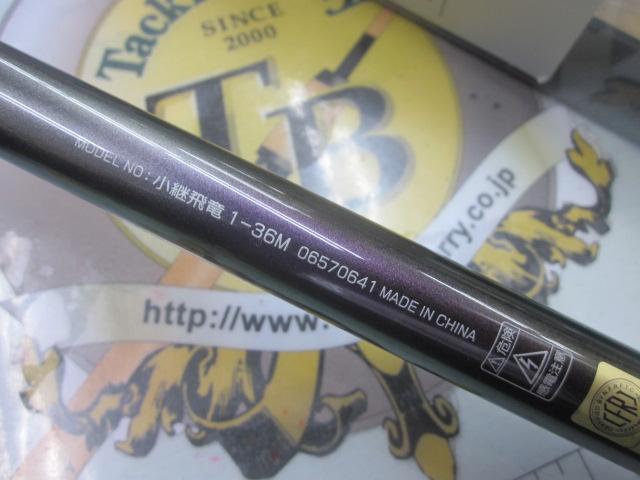 Tackl
SINCE
2000
TB
MODEL NO : 小継飛竜 1-36M 06570641 MADE IN CHINA
rry.co.jp
http://www.
危険
感電注意